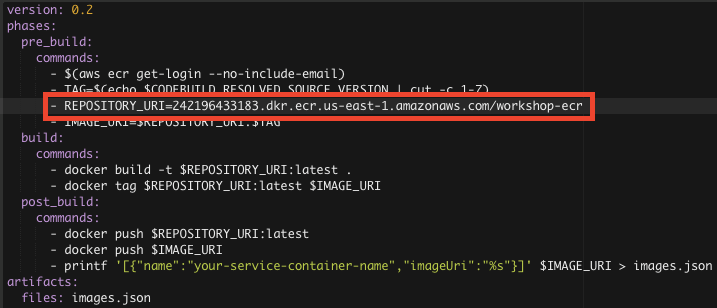 version: 0.2
phases:
  pre_build:
    commands:
      - $(aws ecr get-login --no-include-email)
      - TAG=$(echo $CODEBUILD_RESOLVED_SOURCE_VERSION | cut -c 1-7)
      - REPOSITORY_URI=242196433183.dkr.ecr.us-east-1.amazonaws.com/workshop-ecr
      - IMAGE_URI=$REPOSITORY_URI:$TAG
  build:
    commands:
      - docker build -t $REPOSITORY_URI:latest .
      - docker tag $REPOSITORY_URI:latest $IMAGE_URI
  post_build:
    commands:
      - docker push $REPOSITORY_URI:latest
      - docker push $IMAGE_URI
      - printf '[{"name":"your-service-container-name","imageUri":"%s"}]' $IMAGE_URI > images.json
artifacts:
  files: images.json